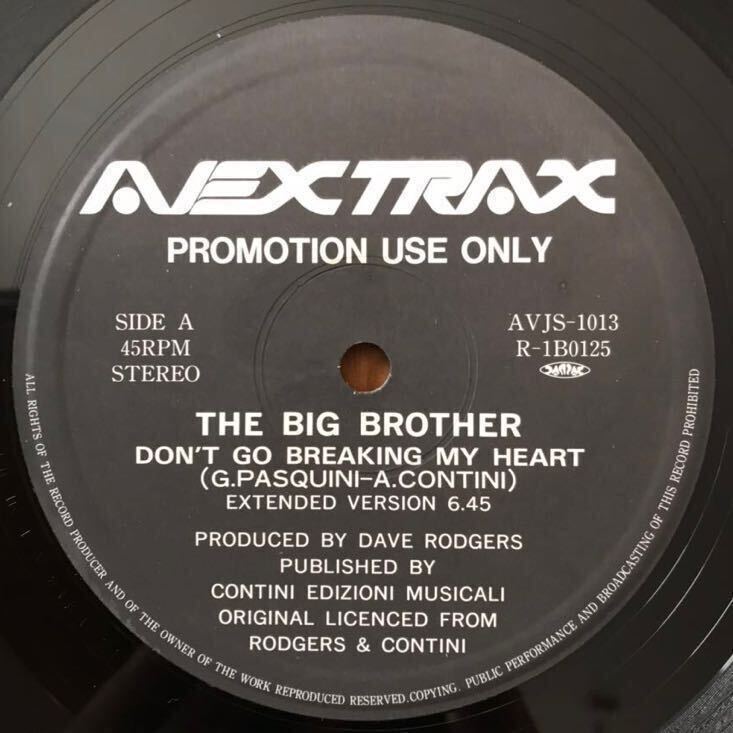 AVEX TRAX
PROMOTION USE ONLY
SIDE A
45RPM
STEREO
AVJS-1013
R-1B0125
JASRAC
THE BIG BROTHER
DON'T GO BREAKING MY HEART
(G.PASQUINI-A.CONTINI)
EXTENDED VERSION 6.45
PRODUCED BY DAVE RODGERS
PUBLISHED BY
CONTINI EDIZIONI MUSICALI
ORIGINAL LICENCED FROM
RODGERS & CONTINI
ALL RIGHTS OF THE RECORD PRODUCER AND OF THE OWNER OF THE WORK REPRODUCED RESERVED.COPYING, PUBLIC PERFORMANCE AND BROADCASTING OF THIS RECORD PROHIBITED